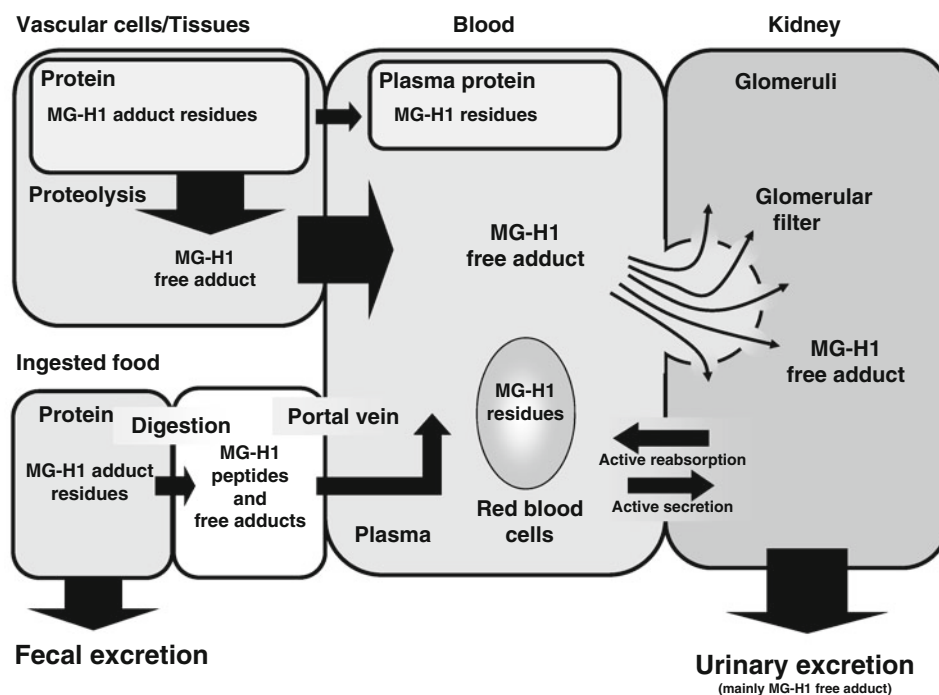 Vascular cells/Tissues
Blood
Kidney
Protein
MG-H1 adduct residues
Proteolysis
MG-H1
free adduct
Plasma protein
MG-H1 residues
MG-H1
free adduct
Glomeruli
Glomerular
filter
MG-H1
free adduct
Ingested food
Protein
MG-H1 adduct
residues
Digestion
MG-H1
peptides
and
free adducts
Portal vein
MG-H1
residues
Red blood
cells
Plasma
Active reabsorption
Active secretion
Fecal excretion
Urinary excretion
(mainly MG-H1 free adduct)